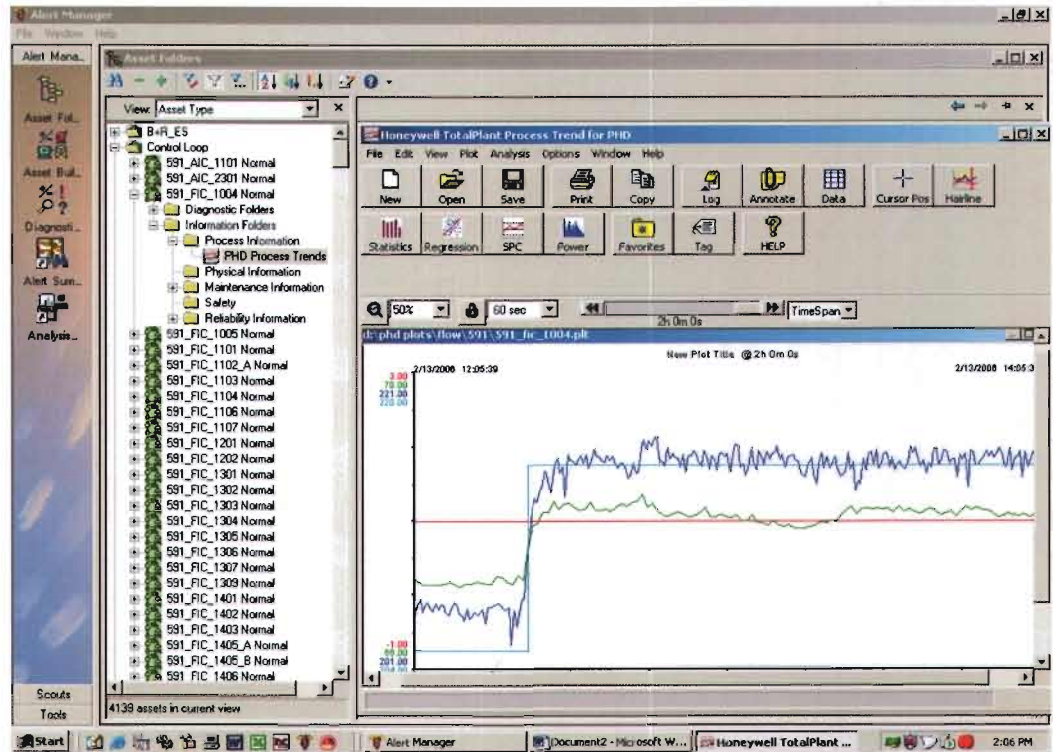 Alert Manager
File Window Help
Alert Mana...
Asset Fol...
Asset Buil...
Diagnosti...
Alert Sum...
Analysis...
Scouts
Tools
Asset Folders
View: Asset Type
B+R_ES
Control Loop
591_AIC_1101 Normal
591_AIC_2301 Normal
591_FIC_1004 Normal
Diagnostic Folders
Information Folders
Process Information
PHD Process Trends
Physical Information
Maintenance Information
Safety
Reliability Information
591_FIC_1005 Normal
591_FIC_1101 Normal
591_FIC_1102_A Normal
591_FIC_1103 Normal
591_FIC_1104 Normal
591_FIC_1106 Normal
591_FIC_1107 Normal
591_FIC_1201 Normal
591_FIC_1202 Normal
591_FIC_1301 Normal
591_FIC_1302 Normal
591_FIC_1303 Normal
591_FIC_1304 Normal
591_FIC_1305 Normal
591_FIC_1306 Normal
591_FIC_1307 Normal
591_FIC_1309 Normal
591_FIC_1401 Normal
591_FIC_1402 Normal
591_FIC_1403 Normal
591_FIC_1405_A Normal
591_FIC_1405_B Normal
591_FIC_1406 Normal
4139 assets in current view
Honeywell TotalPlant Process Trend for PHD
File Edit View Plot Analysis Options Window Help
New Open Save Print Copy Log Annotate Data Cursor Pos Hairline
Statistics Regression SPC Power Favorites Tag HELP
50% 60 sec 2h 0m 0s TimeSpan
d:\phd plots\flow\591\591_fic_1004.plt
New Plot Title @ 2h 0m 0s
2/13/2006 12:05:39 2/13/2006 14:05:3
3.00
70.00
221.00
220.00
-1.00
201.00
Start Alert Manager Document2 - Microsoft W... Honeywell TotalPlant ... 2:06 PM